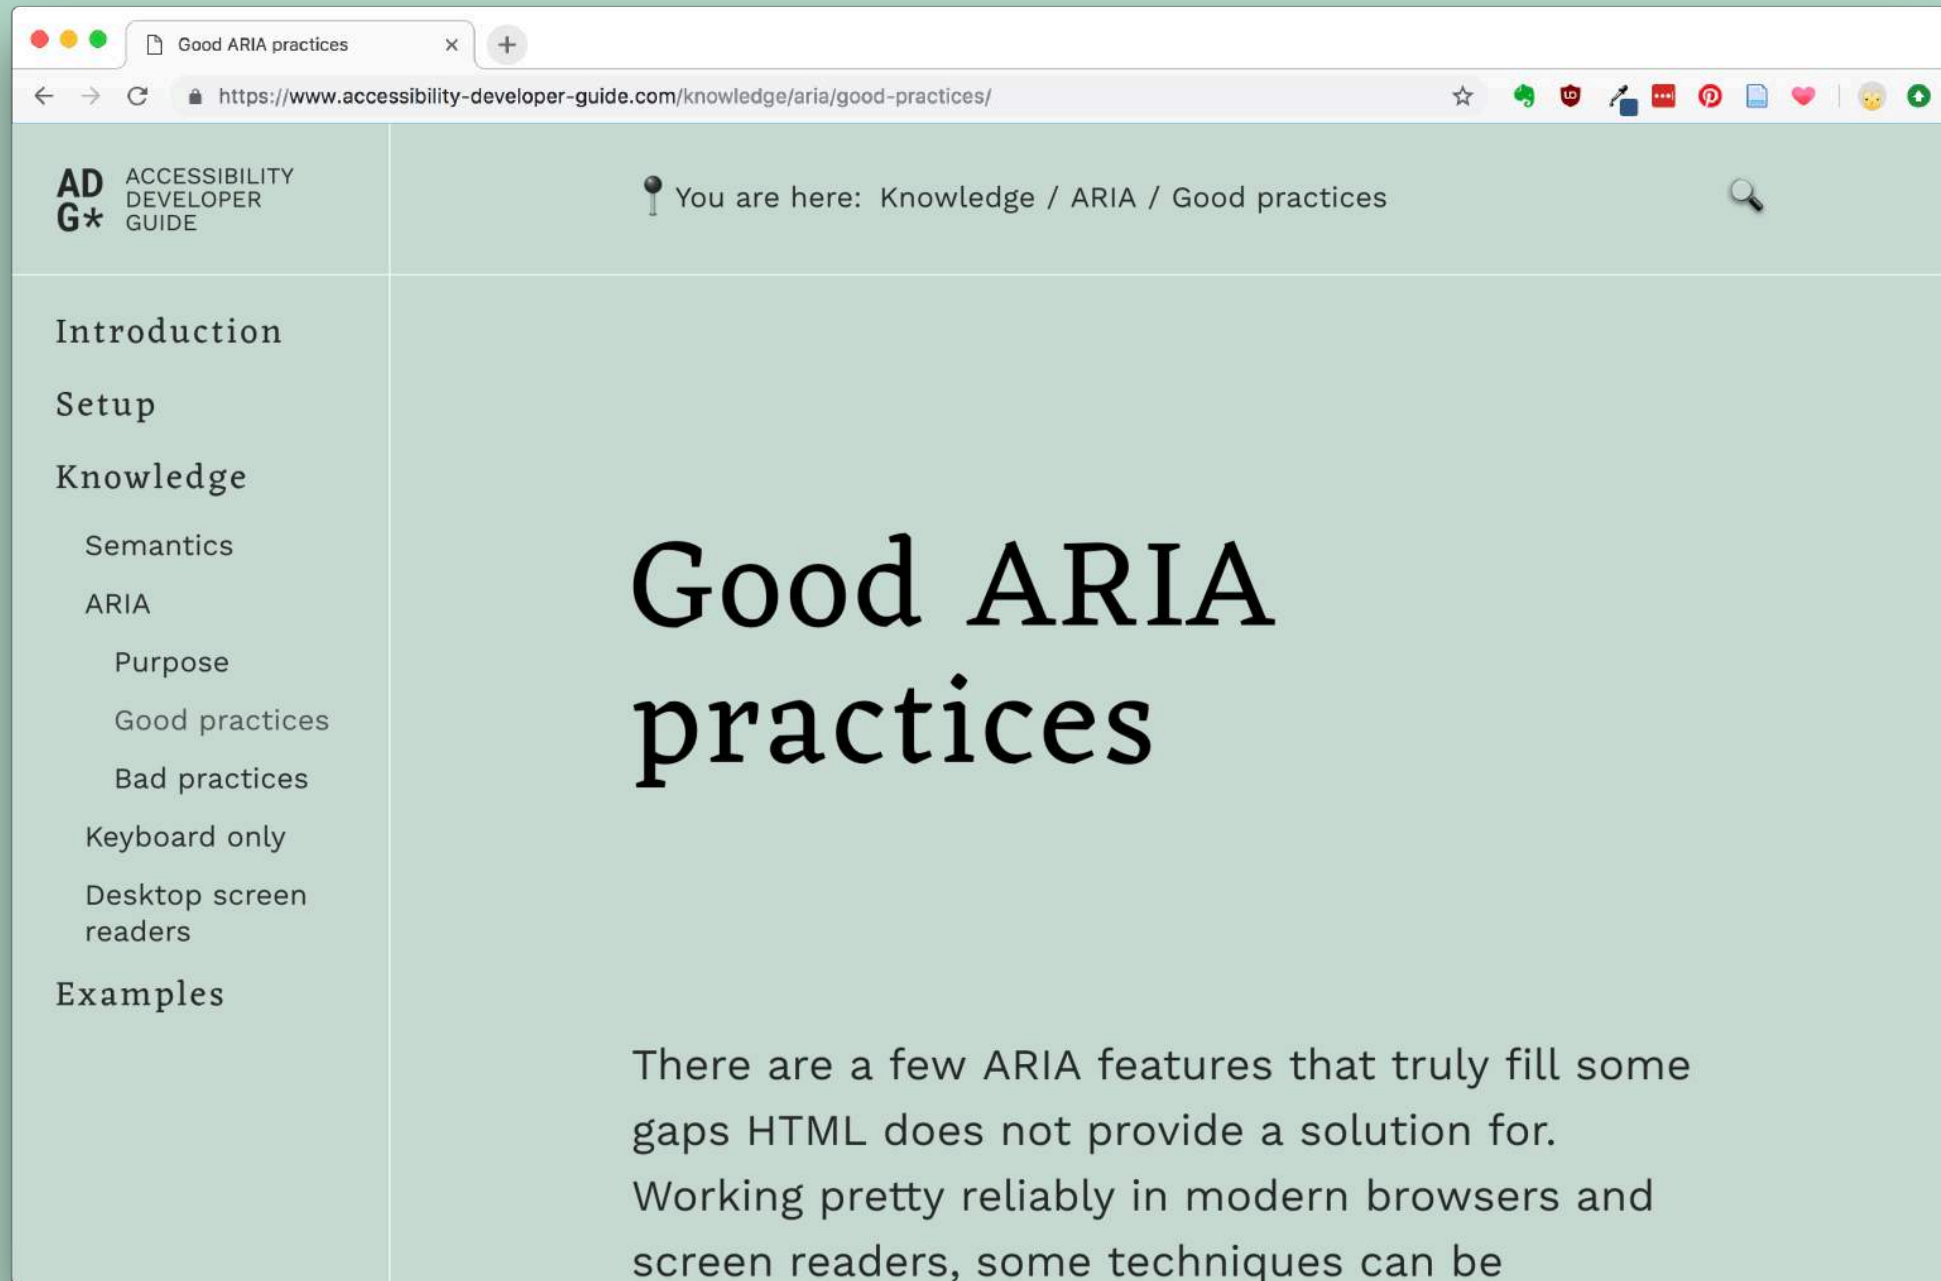 Good ARIA practices
https://www.accessibility-developer-guide.com/knowledge/aria/good-practices/
AD
G*
ACCESSIBILITY
DEVELOPER
GUIDE
You are here: Knowledge / ARIA / Good practices
Introduction
Setup
Knowledge
Semantics
ARIA
Purpose
Good practices
Bad practices
Keyboard only
Desktop screen
readers
Examples
Good ARIA
practices
There are a few ARIA features that truly fill some
gaps HTML does not provide a solution for.
Working pretty reliably in modern browsers and
screen readers, some techniques can be